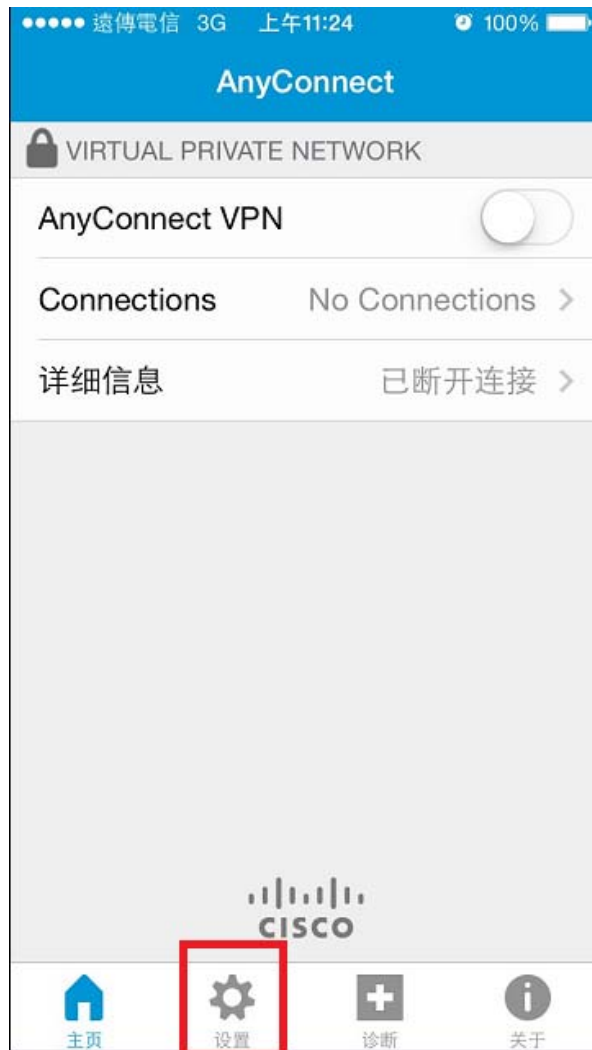 遠傳電信 3G 上午11:24 100%
AnyConnect
VIRTUAL PRIVATE NETWORK
AnyConnect VPN
Connections No Connections
详细信息 已断开连接
CISCO
主页 设置 诊断 关于